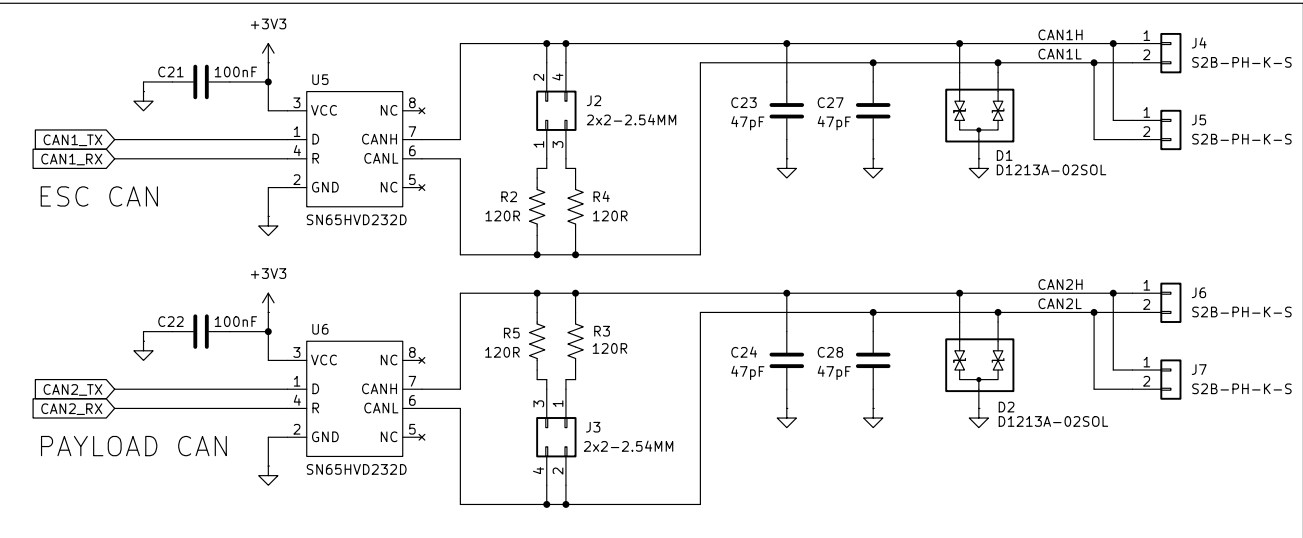 +3V3
C21 100nF
U5
3 VCC NC 8
CAN1_TX 1 D CANH 7
CAN1_RX 4 R CANL 6
2 GND NC 5
SN65HVD232D
ESC CAN
2 4
J2
2x2-2.54MM
1 3
R2
120R
R4
120R
C23
47pF
C27
47pF
D1
D1213A-02SOL
CAN1H
CAN1L
1
2
J4
S2B-PH-K-S
1
2
J5
S2B-PH-K-S
+3V3
C22 100nF
U6
3 VCC NC 8
CAN2_TX 1 D CANH 7
CAN2_RX 4 R CANL 6
2 GND NC 5
SN65HVD232D
PAYLOAD CAN
R5
120R
R3
120R
3 1
J3
2x2-2.54MM
4 2
C24
47pF
C28
47pF
D2
D1213A-02SOL
CAN2H
CAN2L
1
2
J6
S2B-PH-K-S
1
2
J7
S2B-PH-K-S